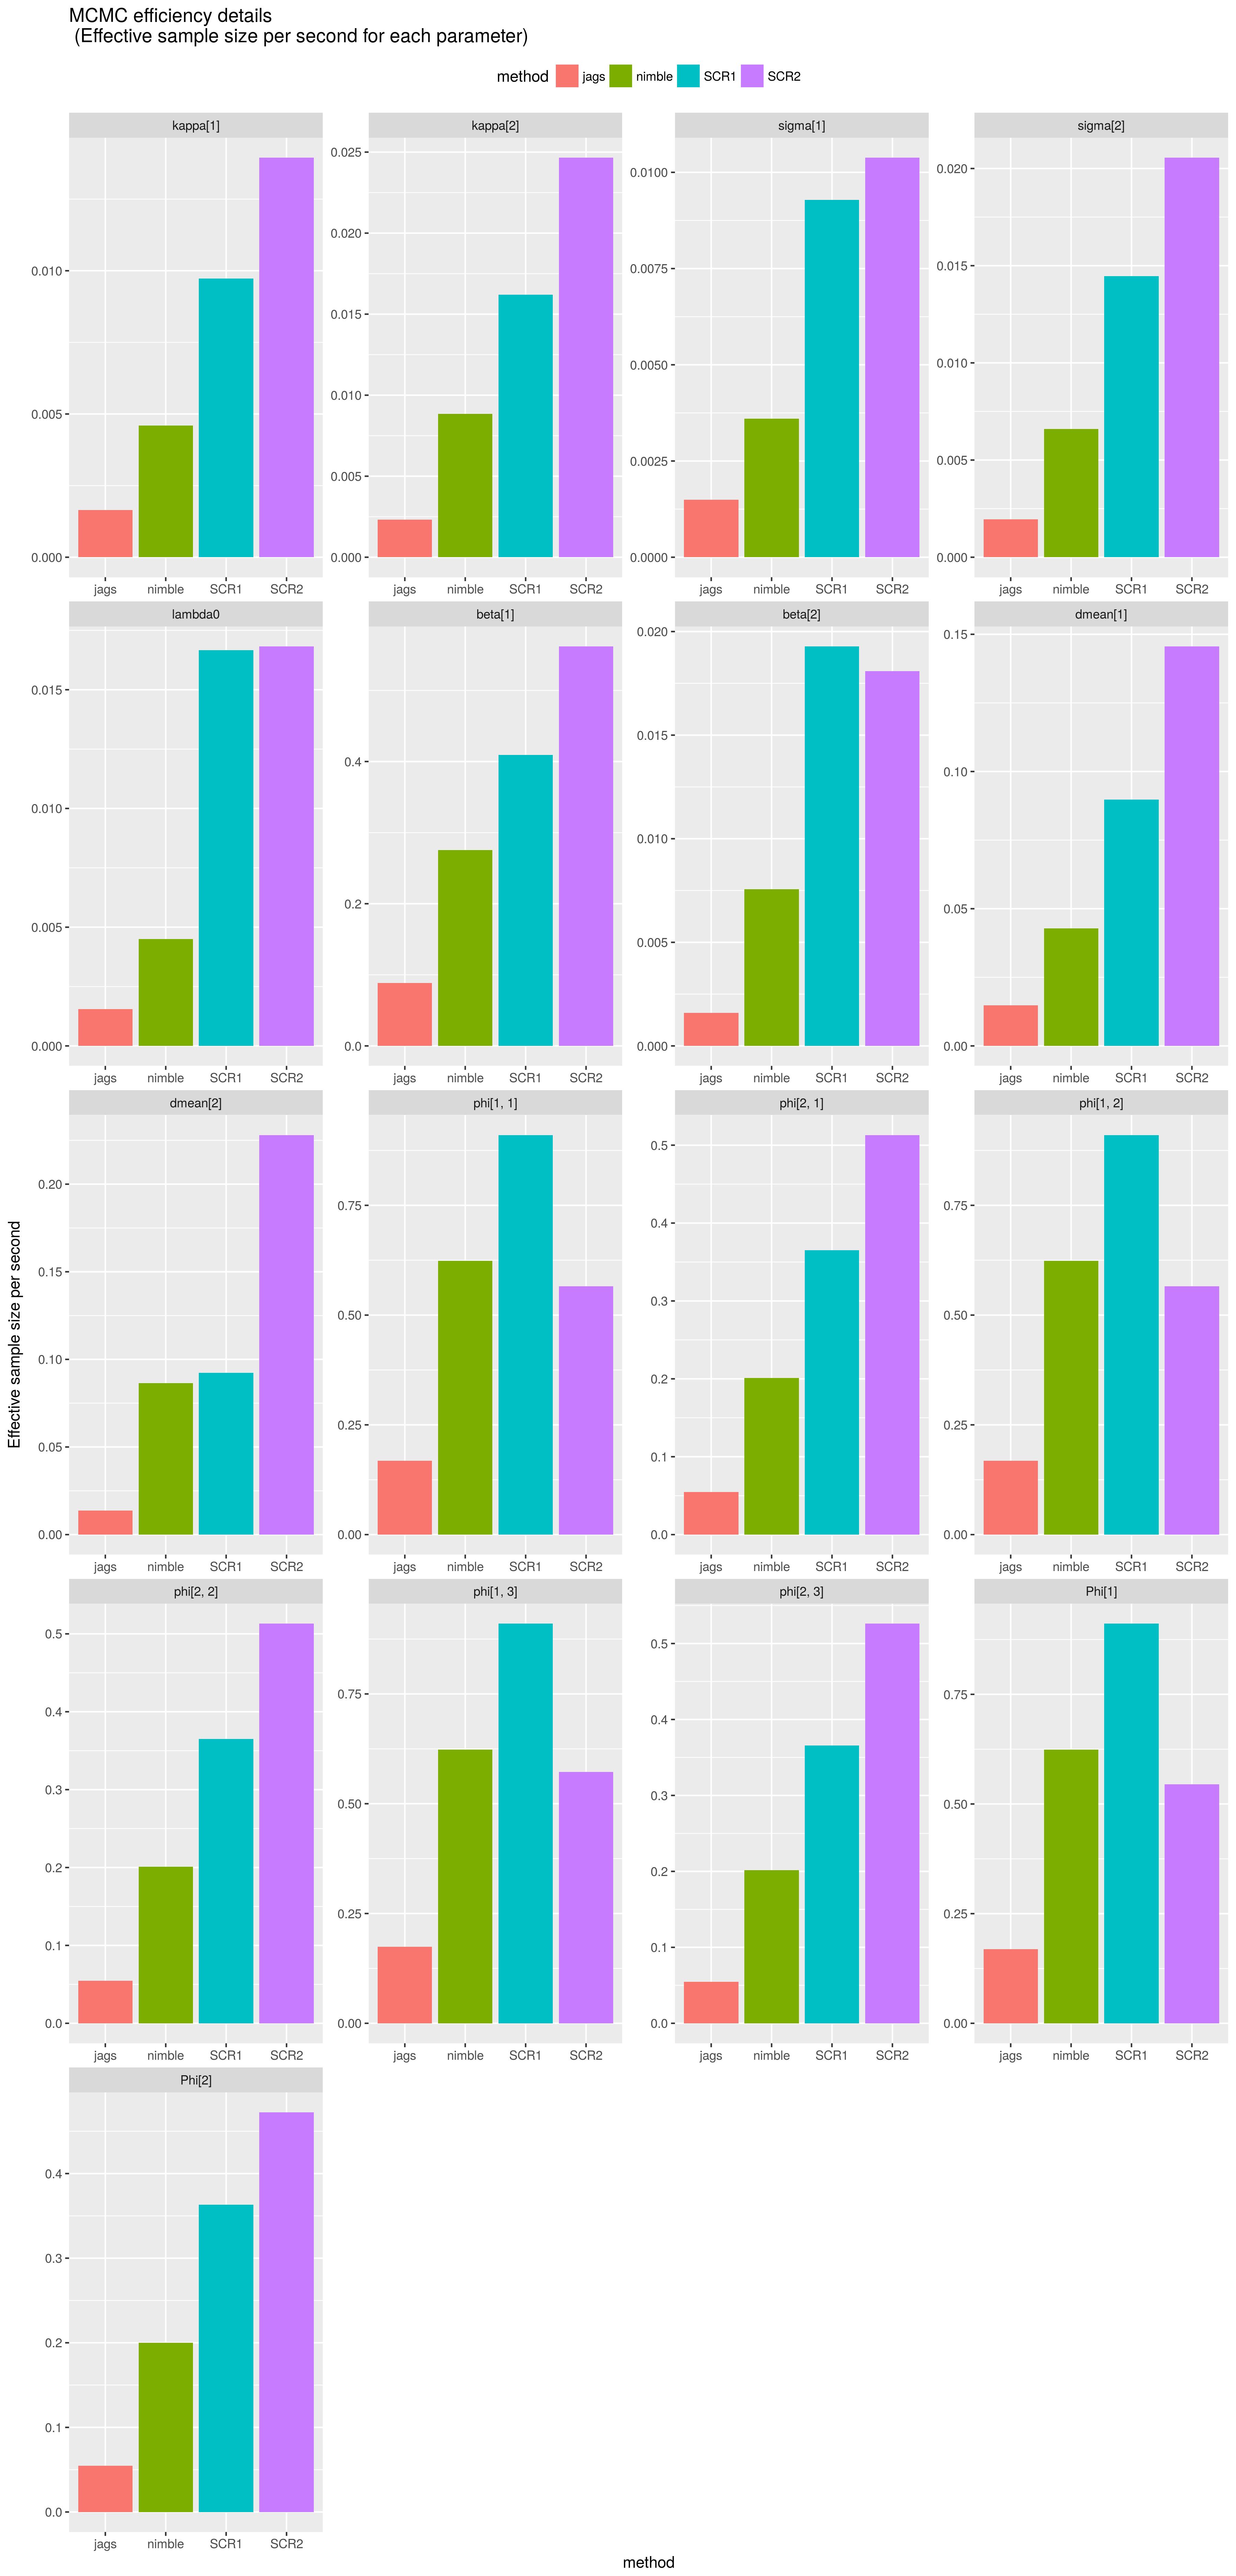 MCMC efficiency details
(Effective sample size per second for each parameter)
method jags nimble SCR1 SCR2
kappa[1]
0.010
0.005
0.000
jags nimble SCR1 SCR2
kappa[2]
0.025
0.020
0.015
0.010
0.005
0.000
jags nimble SCR1 SCR2
sigma[1]
0.0100
0.0075
0.0050
0.0025
0.0000
jags nimble SCR1 SCR2
sigma[2]
0.020
0.015
0.010
0.005
0.000
jags nimble SCR1 SCR2
lambda0
0.015
0.010
0.005
0.000
jags nimble SCR1 SCR2
beta[1]
0.4
0.2
0.0
jags nimble SCR1 SCR2
beta[2]
0.020
0.015
0.010
0.005
0.000
jags nimble SCR1 SCR2
dmean[1]
0.15
0.10
0.05
0.00
jags nimble SCR1 SCR2
dmean[2]
0.20
0.15
0.10
0.05
0.00
jags nimble SCR1 SCR2
phi[1, 1]
0.75
0.50
0.25
0.00
jags nimble SCR1 SCR2
phi[2, 1]
0.5
0.4
0.3
0.2
0.1
0.0
jags nimble SCR1 SCR2
phi[1, 2]
0.75
0.50
0.25
0.00
jags nimble SCR1 SCR2
phi[2, 2]
0.5
0.4
0.3
0.2
0.1
0.0
jags nimble SCR1 SCR2
phi[1, 3]
0.75
0.50
0.25
0.00
jags nimble SCR1 SCR2
phi[2, 3]
0.5
0.4
0.3
0.2
0.1
0.0
jags nimble SCR1 SCR2
Phi[1]
0.75
0.50
0.25
0.00
jags nimble SCR1 SCR2
Phi[2]
0.4
0.3
0.2
0.1
0.0
jags nimble SCR1 SCR2
Effective sample size per second
method